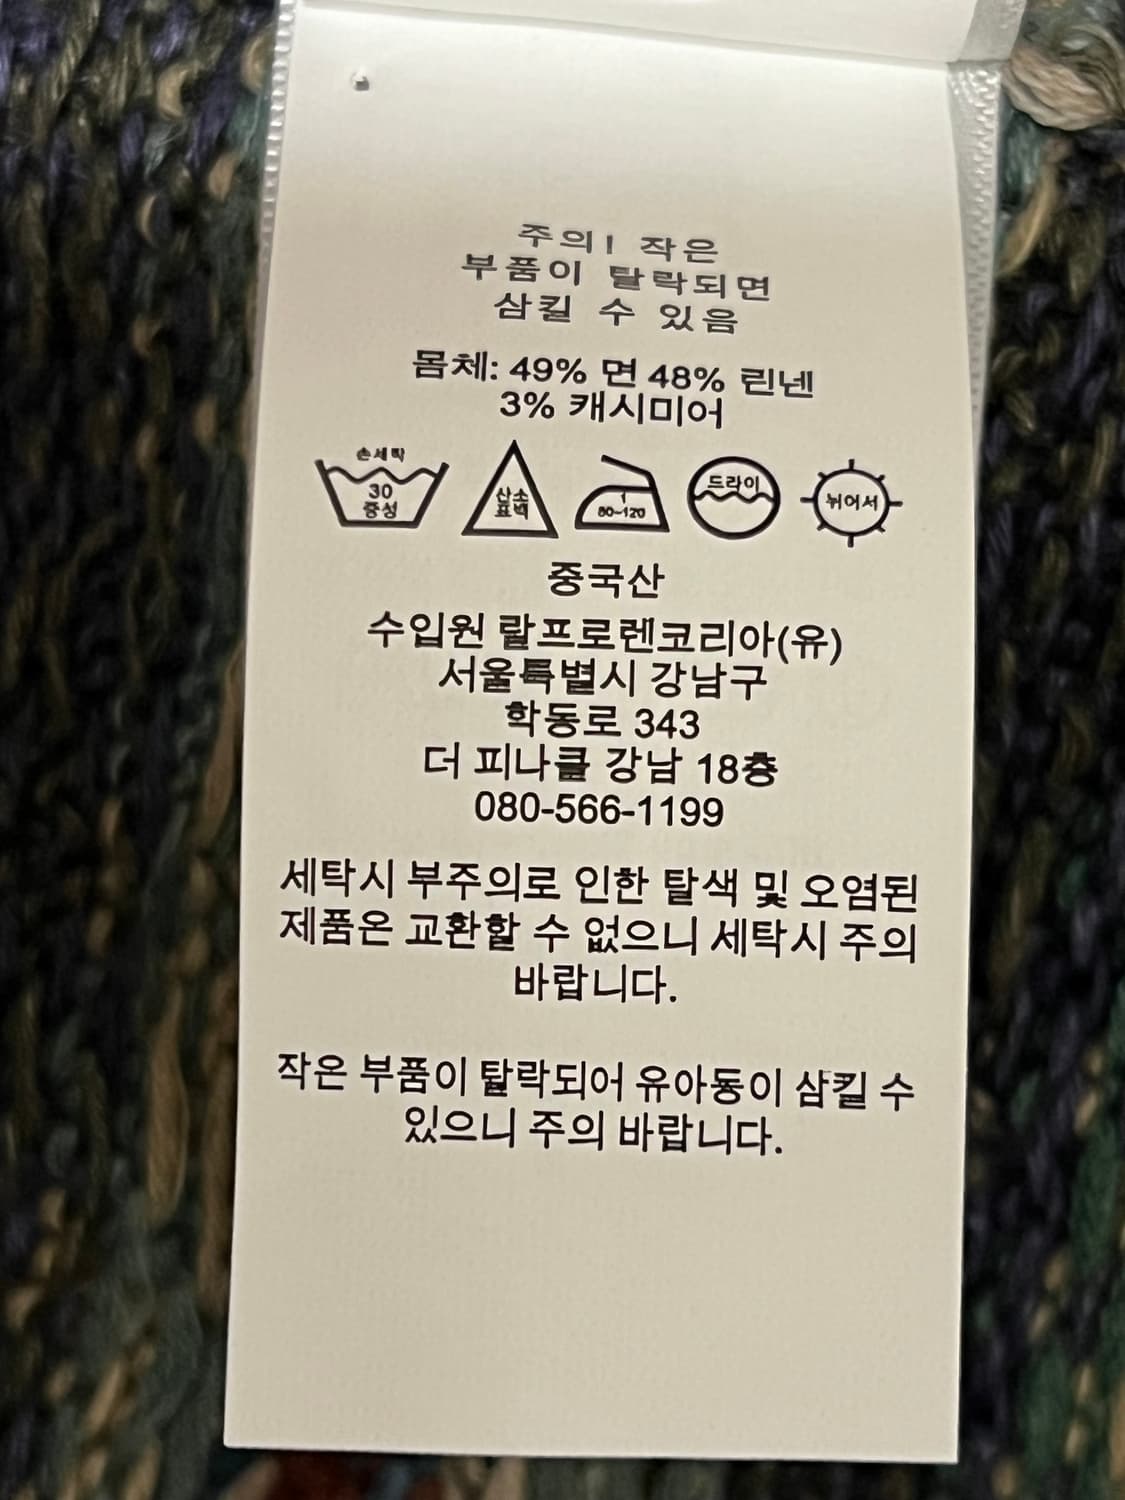 주의! 작은
부품이 탈락되면
삼킬 수 있음
몸체: 49% 면 48% 린넨
3% 캐시미어
손세탁
30
중성
산소
표백
1
80~120
드라이
뉘어서
중국산
수입원 랄프로렌코리아(유)
서울특별시 강남구
학동로 343
더 피나클 강남 18층
080-566-1199
세탁시 부주의로 인한 탈색 및 오염된
제품은 교환할 수 없으니 세탁시 주의
바랍니다.
작은 부품이 탈락되어 유아동이 삼킬 수
있으니 주의 바랍니다.